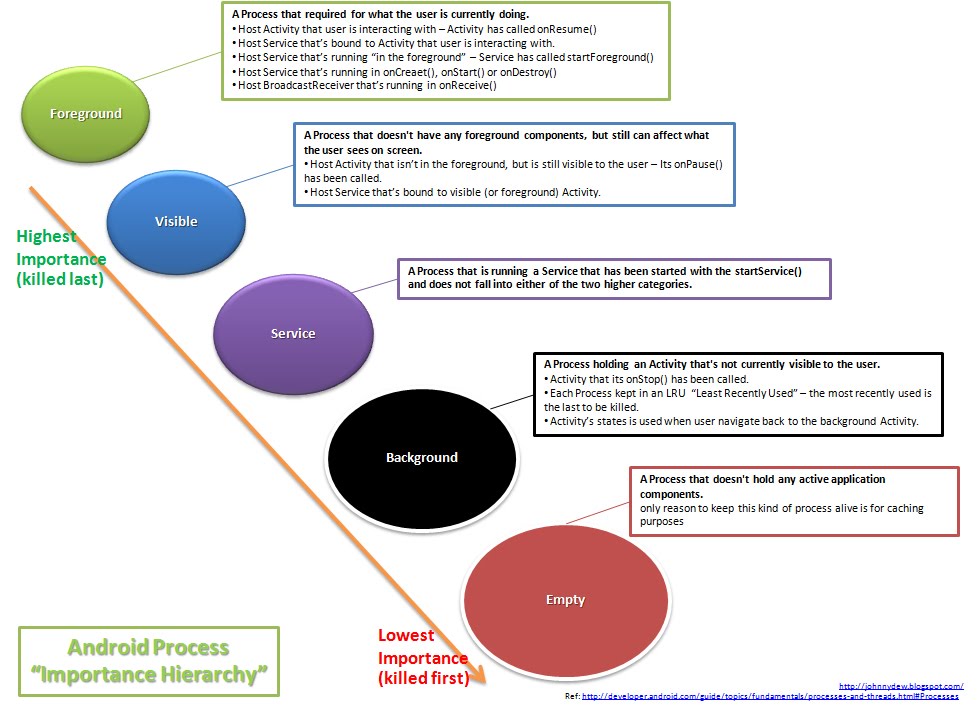 A Process that required for what the user is currently doing.
• Host Activity that user is interacting with – Activity has called onResume()
• Host Service that's bound to Activity that user is interacting with.
• Host Service that's running "in the foreground" – Service has called startForeground()
• Host Service that's running in onCreaet(), onStart() or onDestroy()
• Host BroadcastReceiver that's running in onReceive()
Foreground
A Process that doesn't have any foreground components, but still can affect what
the user sees on screen.
• Host Activity that isn't in the foreground, but is still visible to the user – Its onPause()
has been called.
• Host Service that's bound to visible (or foreground) Activity.
Visible
Highest
Importance
(killed last)
A Process that is running a Service that has been started with the startService()
and does not fall into either of the two higher categories.
Service
A Process holding an Activity that's not currently visible to the user.
• Activity that its onStop() has been called.
• Each Process kept in an LRU "Least Recently Used" – the most recently used is
the last to be killed.
• Activity's states is used when user navigate back to the background Activity.
Background
A Process that doesn't hold any active application
components.
only reason to keep this kind of process alive is for caching
purposes
Empty
Lowest
Importance
(killed first)
Android Process
"Importance Hierarchy"
http://johnnydew.blogspot.com/
Ref: http://developer.android.com/guide/topics/fundamentals/processes-and-threads.html#Processes